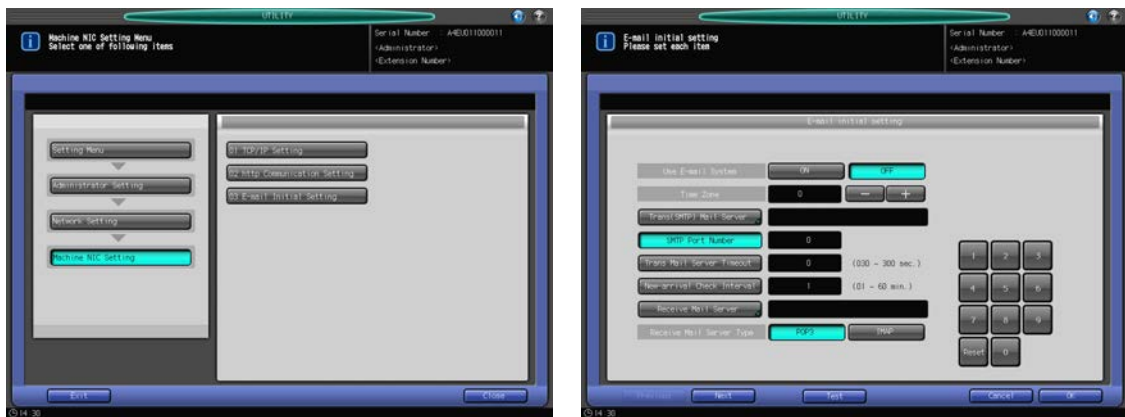 UTILITY
Machine NIC Setting Menu
Select one of following items
Serial Number : A4EU011000011
<Administrator>
<Extension Number>
Setting Menu
Administrator Setting
Network Setting
Machine NIC Setting
01 TCP/IP Setting
02 http Communication Setting
03 E-mail Initial Setting
Exit
Close
14:30
UTILITY
E-mail initial setting
Please set each item
Serial Number : A4EU011000011
<Administrator>
<Extension Number>
E-mail initial setting
Use E-mail System ON OFF
Time Zone 0 - +
Trans(SMTP) Mail Server
SMTP Port Number 0
Trans Mail Server Timeout 0 (030 - 300 sec.)
New-arrival Check Interval 1 (01 - 60 min.)
Receive Mail Server
Receive Mail Server Type POP3 IMAP
1 2 3
4 5 6
7 8 9
Reset 0
Previous Next Test Cancel OK
14:30